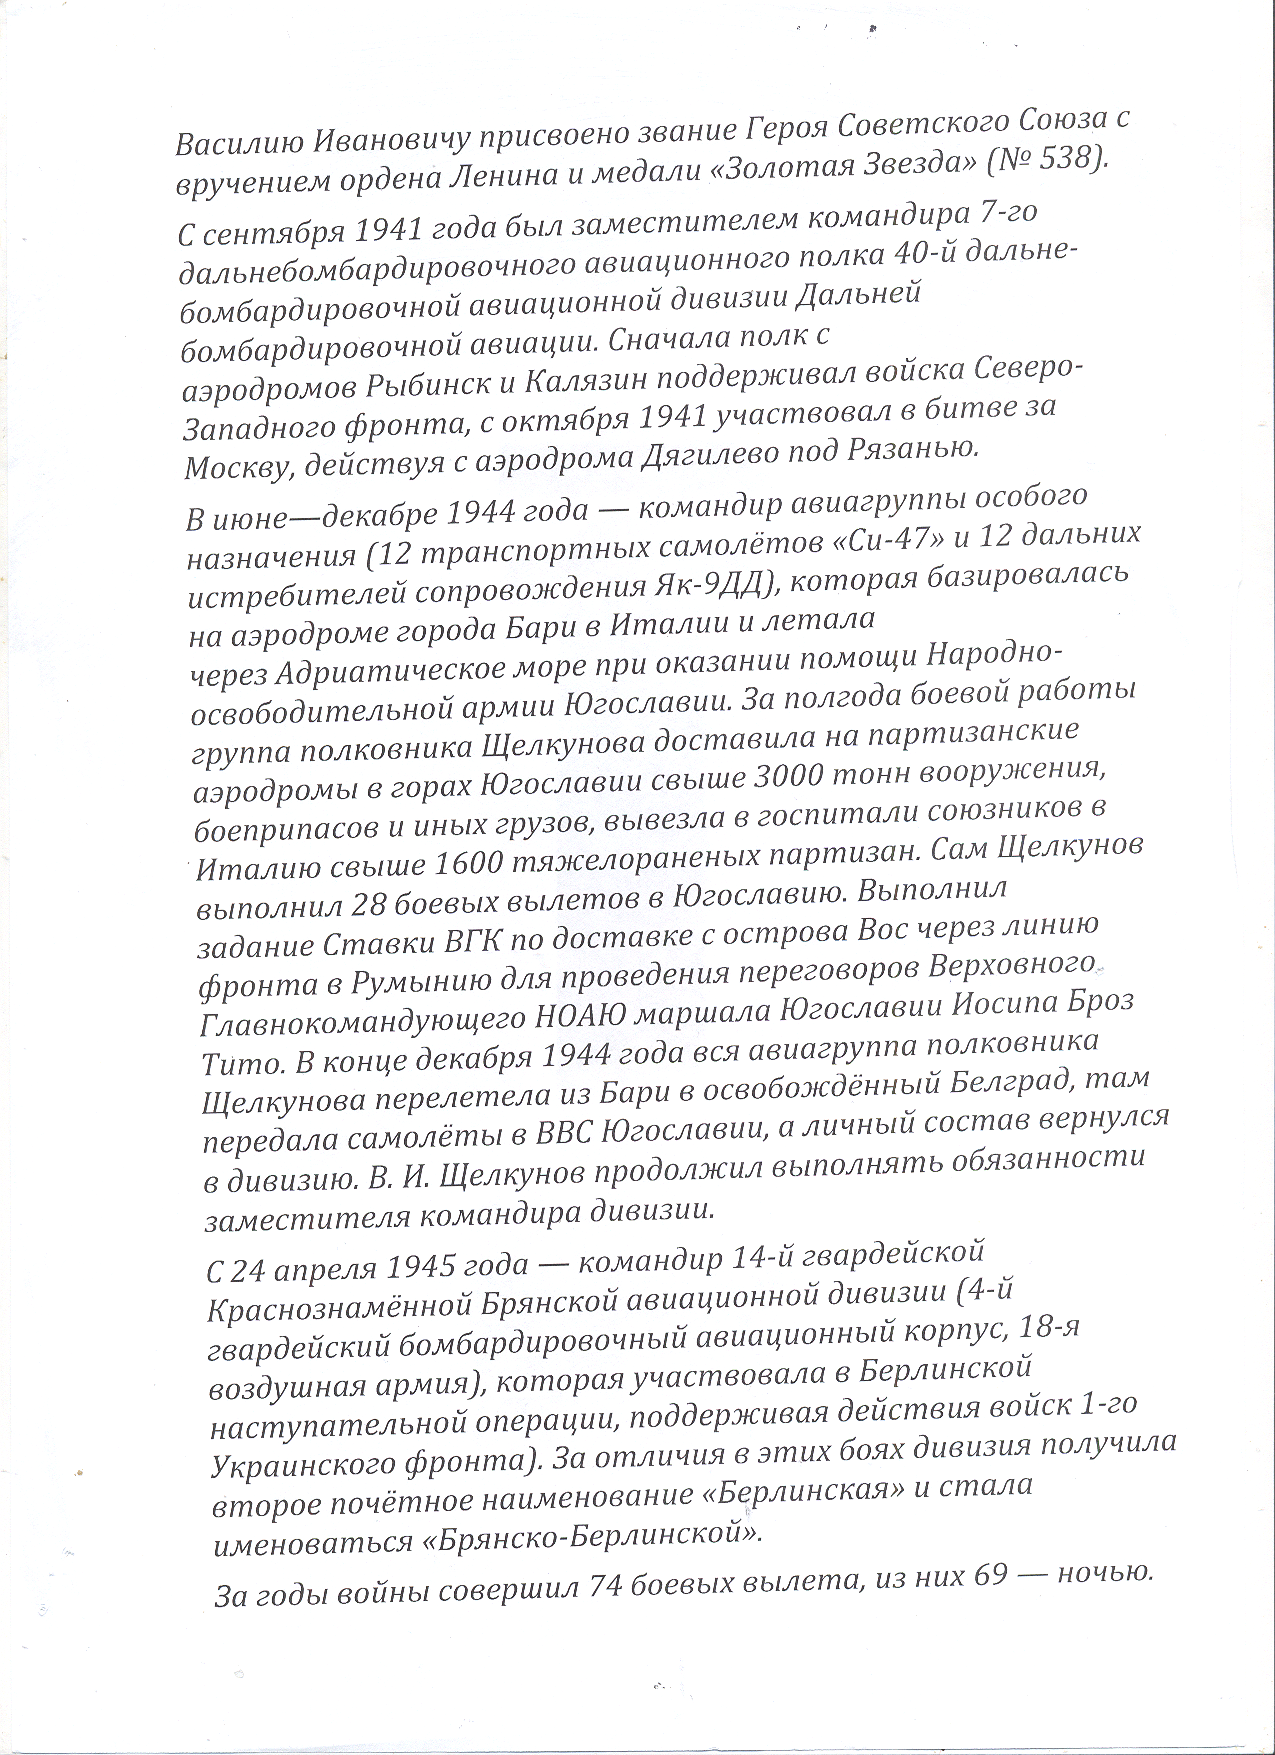 Василию Ивановичу присвоено звание Героя Советского Союза с
вручением ордена Ленина и медали «Золотая Звезда» (№ 538).
С сентября 1941 года был заместителем командира 7-го
дальнебомбардировочного авиационного полка 40-й дальне-
бомбардировочной авиационной дивизии Дальней
бомбардировочной авиации. Сначала полк с
аэродромов Рыбинск и Калязин поддерживал войска Северо-
Западного фронта, с октября 1941 участвовал в битве за
Москву, действуя с аэродрома Дягилево под Рязанью.
В июне—декабре 1944 года — командир авиагруппы особого
назначения (12 транспортных самолётов «Си-47» и 12 дальних
истребителей сопровождения Як-9ДД), которая базировалась
на аэродроме города Бари в Италии и летала
через Адриатическое море при оказании помощи Народно-
освободительной армии Югославии. За полгода боевой работы
группа полковника Щелкунова доставила на партизанские
аэродромы в горах Югославии свыше 3000 тонн вооружения,
боеприпасов и иных грузов, вывезла в госпитали союзников в
Италию свыше 1600 тяжелораненых партизан. Сам Щелкунов
выполнил 28 боевых вылетов в Югославию. Выполнил
задание Ставки ВГК по доставке с острова Вос через линию
фронта в Румынию для проведения переговоров Верховного
Главнокомандующего НОАЮ маршала Югославии Иосипа Броз
Тито. В конце декабря 1944 года вся авиагруппа полковника
Щелкунова перелетела из Бари в освобождённый Белград, там
передала самолёты в ВВС Югославии, а личный состав вернулся
в дивизию. В. И. Щелкунов продолжил выполнять обязанности
заместителя командира дивизии.
С 24 апреля 1945 года — командир 14-й гвардейской
Краснознамённой Брянской авиационной дивизии (4-й
гвардейский бомбардировочный авиационный корпус, 18-я
воздушная армия), которая участвовала в Берлинской
наступательной операции, поддерживая действия войск 1-го
Украинского фронта). За отличия в этих боях дивизия получила
второе почётное наименование «Берлинская» и стала
именоваться «Брянско-Берлинской».
За годы войны совершил 74 боевых вылета, из них 69 — ночью.